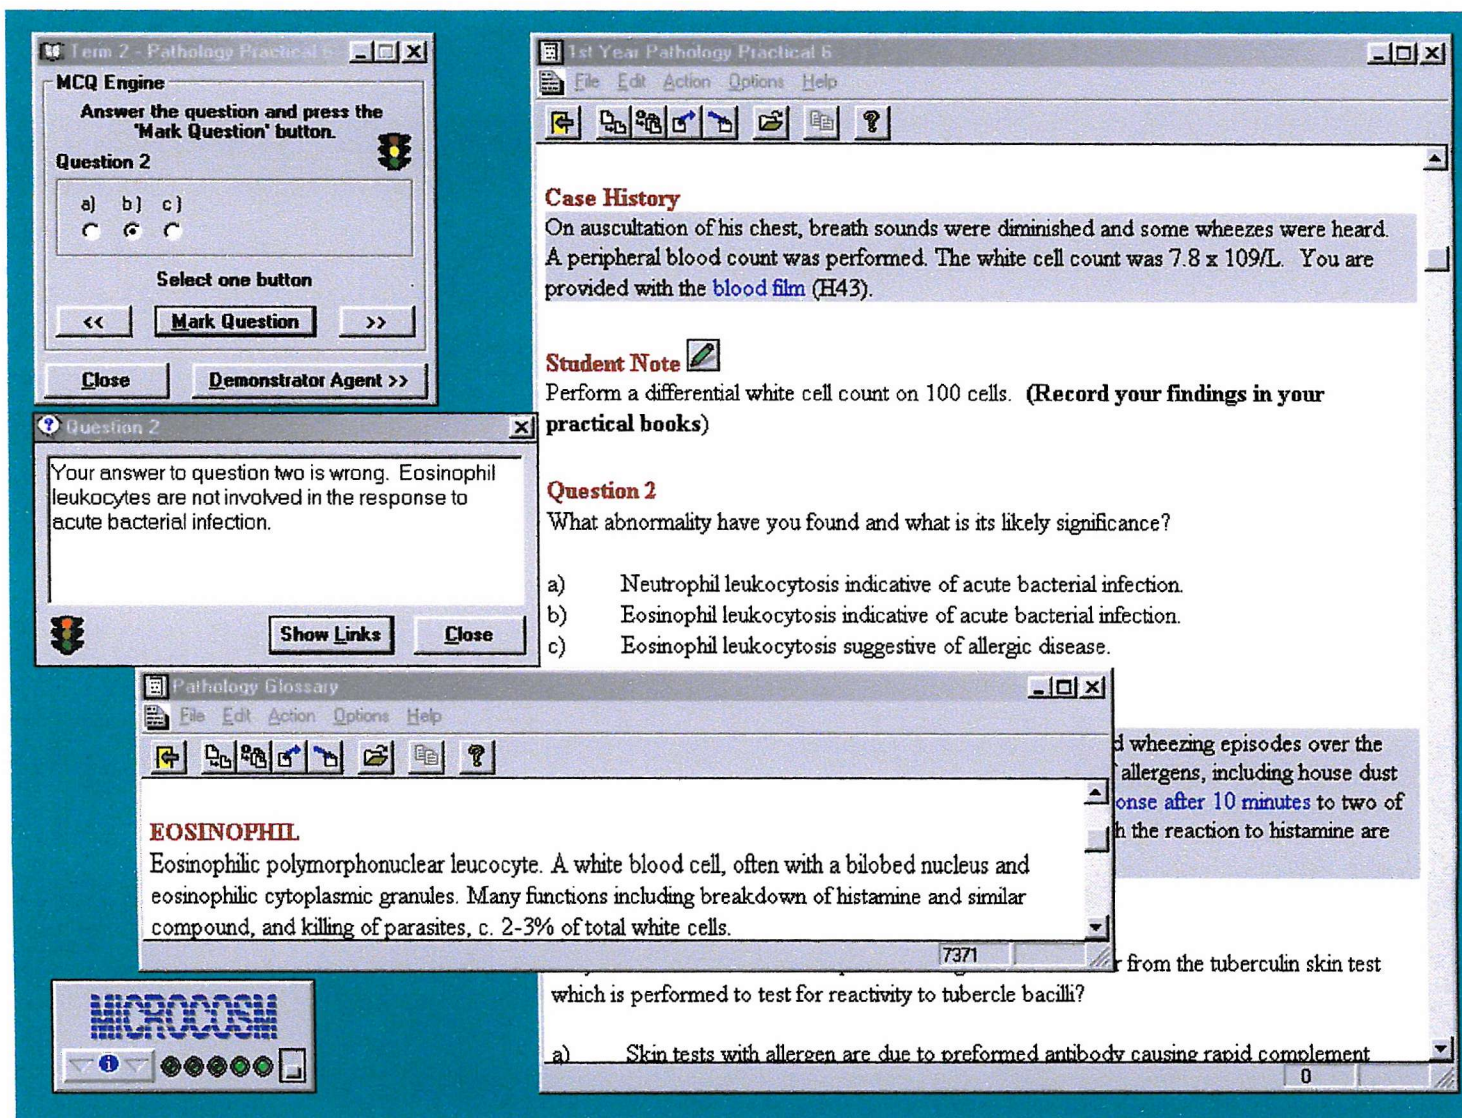 Term 2 - Pathology Practical 6
MCQ Engine
Answer the question and press the
'Mark Question' button.
Question 2
a) b) c)
Select one button
<< Mark Question >>
Close Demonstrator Agent >>
Question 2
Your answer to question two is wrong. Eosinophil
leukocytes are not involved in the response to
acute bacterial infection.
Show Links Close
1st Year Pathology Practical 6
File Edit Action Options Help
Case History
On auscultation of his chest, breath sounds were diminished and some wheezes were heard.
A peripheral blood count was performed. The white cell count was 7.8 x 109/L. You are
provided with the blood film (H43).
Student Note
Perform a differential white cell count on 100 cells. (Record your findings in your
practical books)
Question 2
What abnormality have you found and what is its likely significance?
a) Neutrophil leukocytosis indicative of acute bacterial infection.
b) Eosinophil leukocytosis indicative of acute bacterial infection.
c) Eosinophil leukocytosis suggestive of allergic disease.
wheezing episodes over the
allergens, including house dust
after 10 minutes to two of
the reaction to histamine are
from the tuberculin skin test
which is performed to test for reactivity to tubercle bacilli?
a) Skin tests with allergen are due to preformed antibody causing rapid complement
0
Pathology Glossary
File Edit Action Options Help
EOSINOPHIL
Eosinophilic polymorphonuclear leucocyte. A white blood cell, often with a bilobed nucleus and
eosinophilic cytoplasmic granules. Many functions including breakdown of histamine and similar
compound, and killing of parasites, c. 2-3% of total white cells.
7371
MICROCOSM